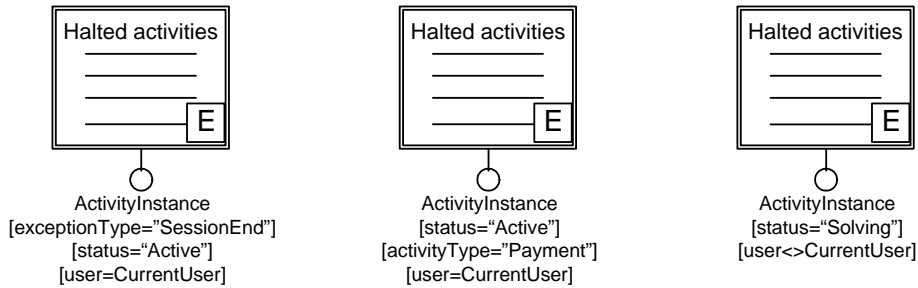 Halted activities
E
ActivityInstance
[exceptionType=”SessionEnd”]
[status=“Active”]
[user=CurrentUser]
Halted activities
E
ActivityInstance
[status=“Active”]
[activityType=”Payment”]
[user=CurrentUser]
Halted activities
E
ActivityInstance
[status=“Solving”]
[user<>CurrentUser]